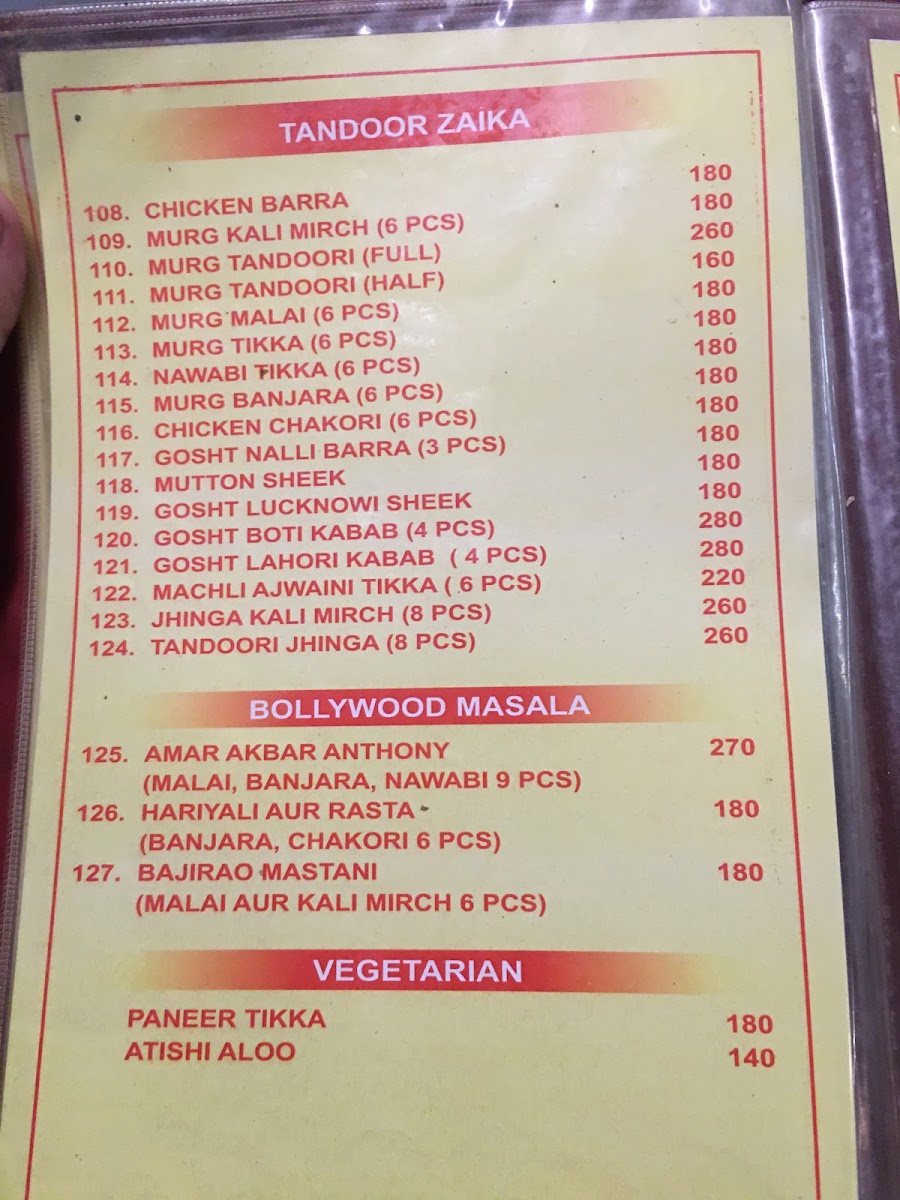 TANDOOR ZAIKA
108. CHICKEN BARRA 180
109. MURG KALI MIRCH (6 PCS) 180
110. MURG TANDOORI (FULL) 260
111. MURG TANDOORI (HALF) 160
112. MURG MALAI (6 PCS) 180
113. MURG TIKKA (6 PCS) 180
114. NAWABI TIKKA (6 PCS) 180
115. MURG BANJARA (6 PCS) 180
116. CHICKEN CHAKORI (6 PCS) 180
117. GOSHT NALLI BARRA (3 PCS) 180
118. MUTTON SHEEK 180
119. GOSHT LUCKNOWI SHEEK 180
120. GOSHT BOTI KABAB (4 PCS) 280
121. GOSHT LAHORI KABAB ( 4 PCS) 280
122. MACHLI AJWAINI TIKKA ( 6 PCS) 220
123. JHINGA KALI MIRCH (8 PCS) 260
124. TANDOORI JHINGA (8 PCS) 260
BOLLYWOOD MASALA
125. AMAR AKBAR ANTHONY 270
(MALAI, BANJARA, NAWABI 9 PCS)
126. HARIYALI AUR RASTA 180
(BANJARA, CHAKORI 6 PCS)
127. BAJIRAO MASTANI 180
(MALAI AUR KALI MIRCH 6 PCS)
VEGETARIAN
PANEER TIKKA 180
ATISHI ALOO 140